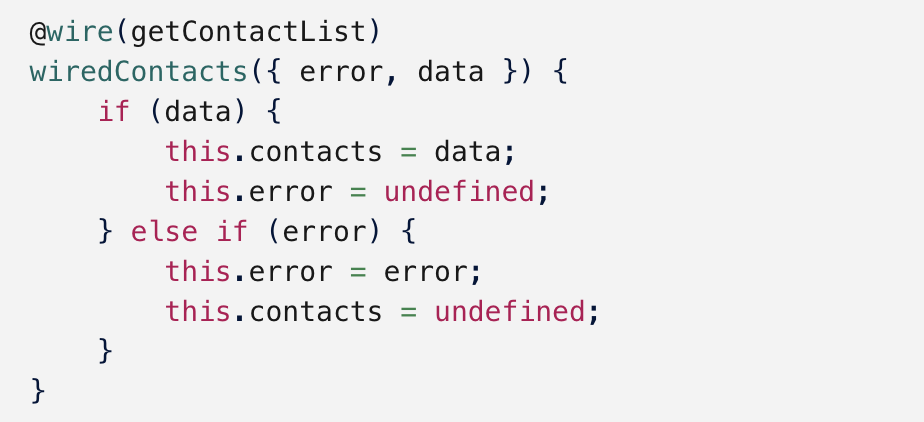 @wire(getContactList)
wiredContacts({ error, data }) {
    if (data) {
        this.contacts = data;
        this.error = undefined;
    } else if (error) {
        this.error = error;
        this.contacts = undefined;
    }
}